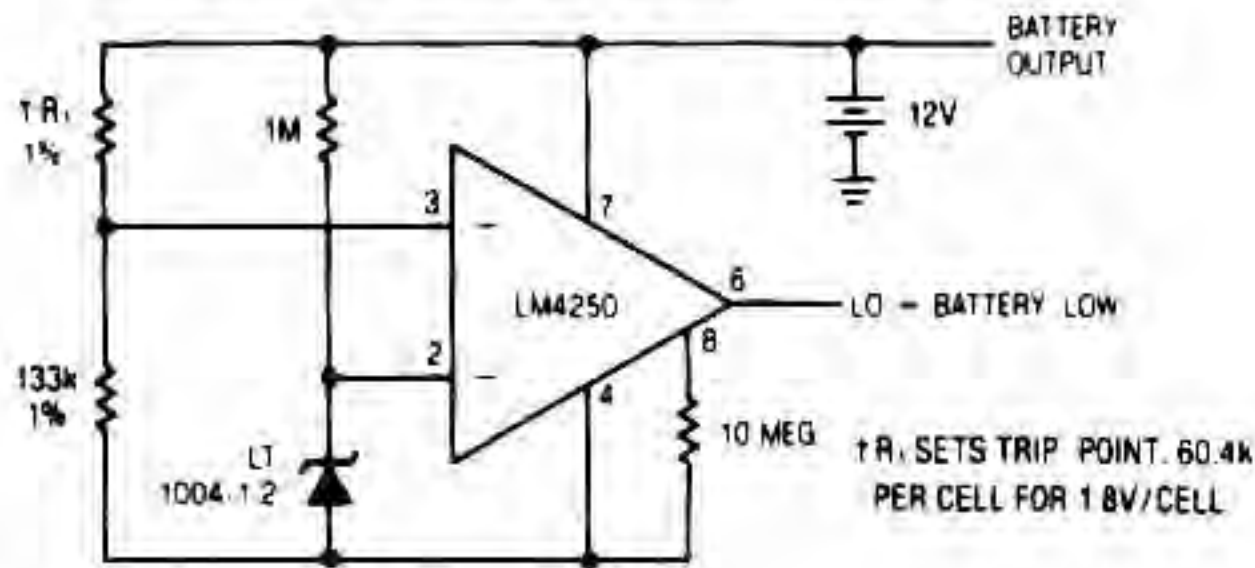 BATTERY
OUTPUT
† R₁
1%
1M
12V
3
−
7
6
LM4250
LO = BATTERY LOW
8
2
−
4
133k
1%
10 MEG
LT
1004-1.2
† R₁ SETS TRIP POINT. 60.4k
PER CELL FOR 1.8V/CELL